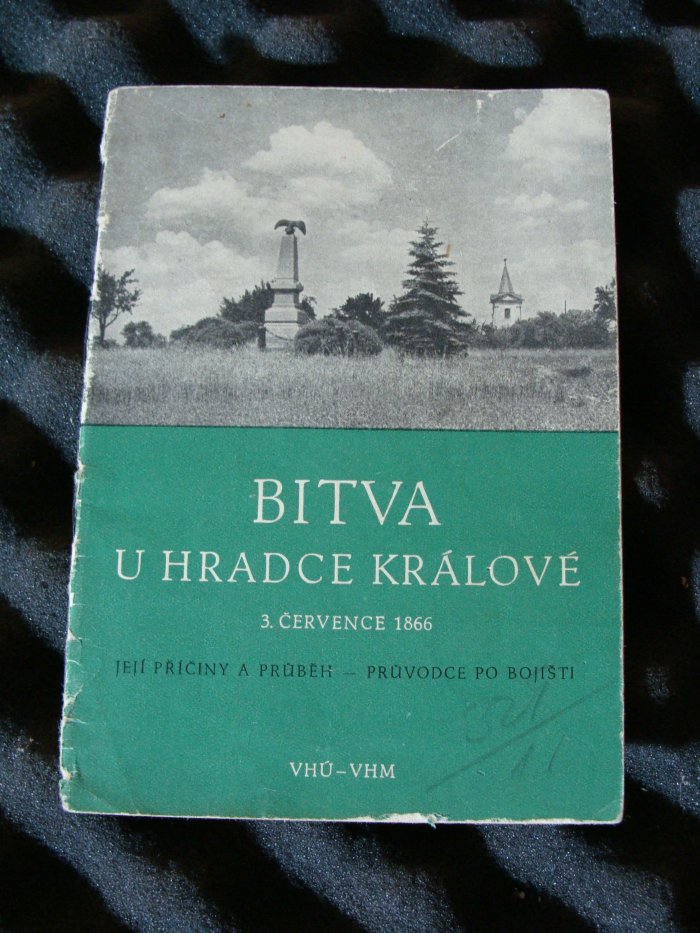 BITVA
U HRADCE KRÁLOVÉ
3. ČERVENCE 1866
JEJÍ PŘÍČINY A PRŮBĚH – PRŮVODCE PO BOJIŠTI
VHÚ–VHM